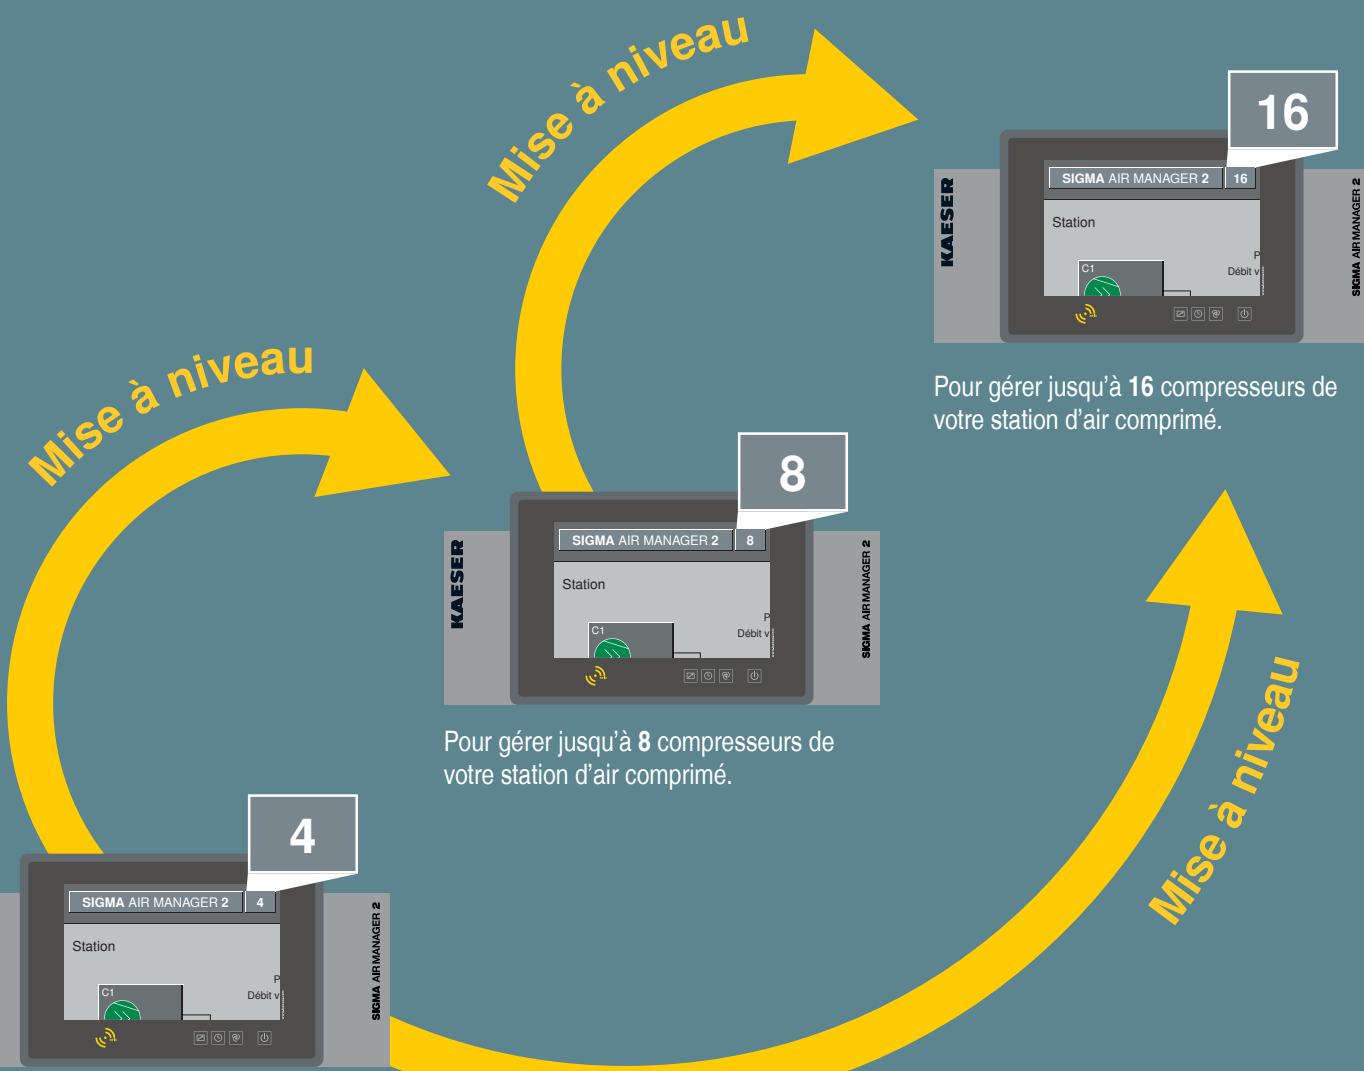 Mise à niveau
16
SIGMA AIR MANAGER 2 16
KAESER
Station
C1
P
Débit v
SIGMA AIR MANAGER 2
Pour gérer jusqu'à 16 compresseurs de
votre station d'air comprimé.
Mise à niveau
8
SIGMA AIR MANAGER 2 8
KAESER
Station
C1
P
Débit v
SIGMA AIR MANAGER 2
Pour gérer jusqu'à 8 compresseurs de
votre station d'air comprimé.
Mise à niveau
4
SIGMA AIR MANAGER 2 4
Station
C1
P
Débit v
SIGMA AIR MANAGER 2